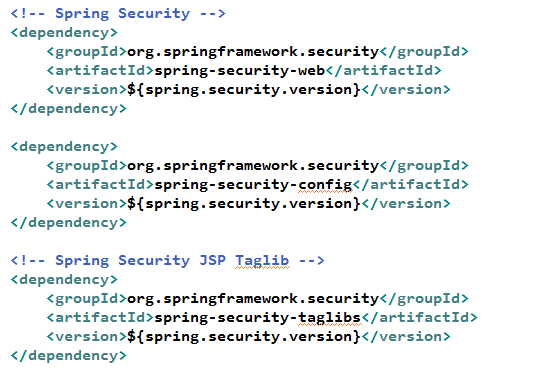 <!-- Spring Security -->
<dependency>
    <groupId>org.springframework.security</groupId>
    <artifactId>spring-security-web</artifactId>
    <version>${spring.security.version}</version>
</dependency>

<dependency>
    <groupId>org.springframework.security</groupId>
    <artifactId>spring-security-config</artifactId>
    <version>${spring.security.version}</version>
</dependency>

<!-- Spring Security JSP Taglib -->
<dependency>
    <groupId>org.springframework.security</groupId>
    <artifactId>spring-security-taglibs</artifactId>
    <version>${spring.security.version}</version>
</dependency>